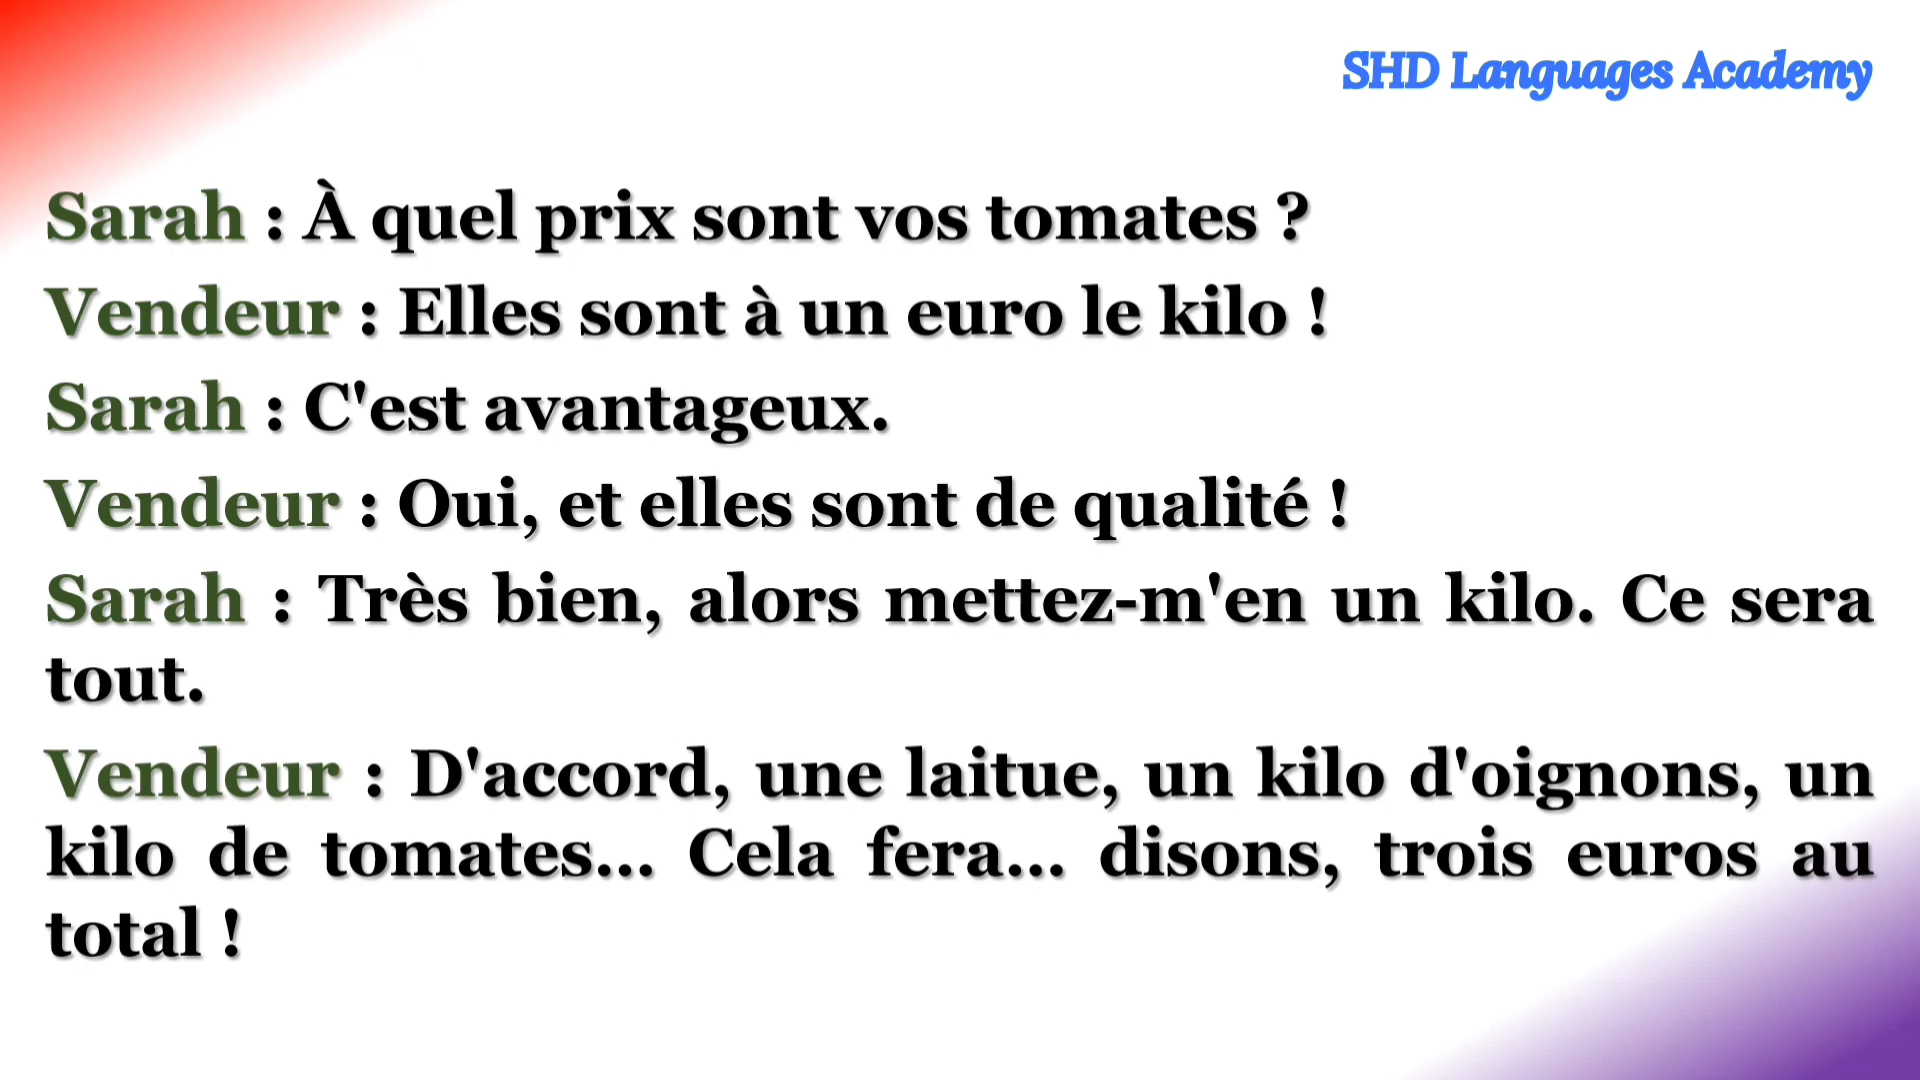 SHD Languages Academy
Sarah : À quel prix sont vos tomates ?
Vendeur : Elles sont à un euro le kilo !
Sarah : C'est avantageux.
Vendeur : Oui, et elles sont de qualité !
Sarah : Très bien, alors mettez-m'en un kilo. Ce sera
tout.
Vendeur : D'accord, une laitue, un kilo d'oignons, un
kilo de tomates... Cela fera... disons, trois euros au
total !